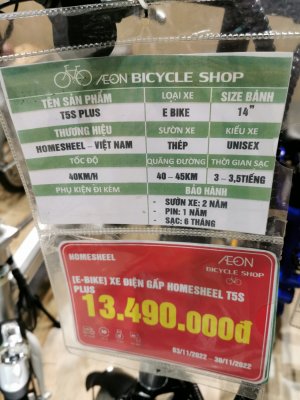 ÆON BICYCLE SHOP
TÊN SẢN PHẨM LOẠI XE SIZE BÁNH
T5S PLUS E BIKE 14"
THƯƠNG HIỆU SƯỜN XE KIỂU XE
HOMESHEEL – VIỆT NAM THÉP UNISEX
TỐC ĐỘ QUÃNG ĐƯỜNG THỜI GIAN SẠC
40KM/H 40 – 45KM 3 – 3,5TIẾNG
PHỤ KIỆN ĐI KÈM BẢO HÀNH
- SƯỜN XE: 2 NĂM
- PIN: 1 NĂM
- SẠC: 6 THÁNG
HOMESHEEL ÆON
BICYCLE SHOP
(E-BIKE) XE ĐIỆN GẤP HOMESHEEL T5S
PLUS
13.490.000đ
03/11/2022 - 30/11/2022